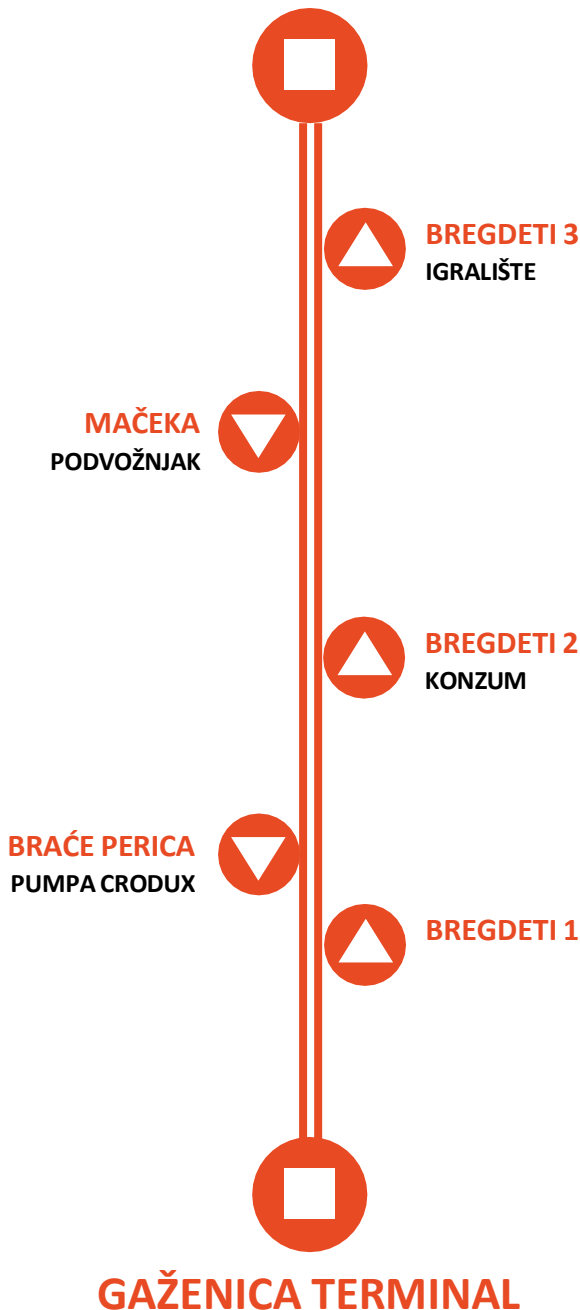 BREGDETI 3
IGRALIŠTE
MAČEKA
PODVOŽNJAK
BREGDETI 2
KONZUM
BRAĆE PERICA
PUMPA CRODUX
BREGDETI 1
GAŽENICA TERMINAL